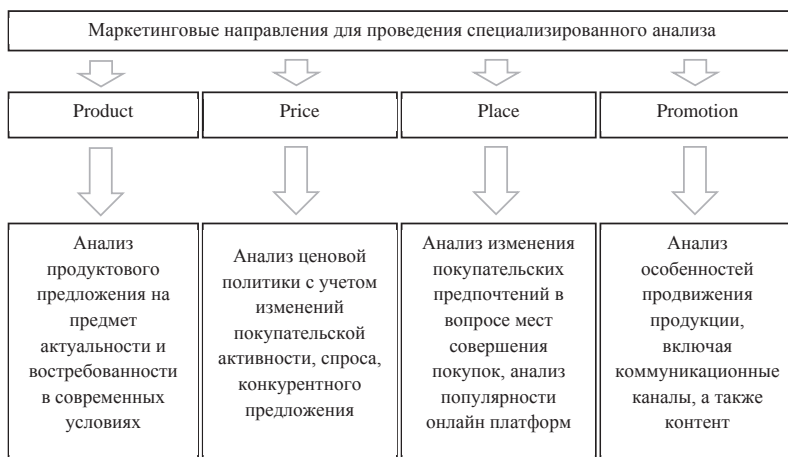 Маркетинговые направления для проведения специализированного анализа
Product
Price
Place
Promotion
Анализ
продуктового
предложения на
предмет
актуальности и
востребованности
в современных
условиях
Анализ ценовой
политики с учетом
изменений
покупательской
активности, спроса,
конкурентного
предложения
Анализ изменения
покупательских
предпочтений в
вопросе мест
совершения
покупок, анализ
популярности
онлайн платформ
Анализ
особенностей
продвижения
продукции,
включая
коммуникационные
каналы, а также
контент